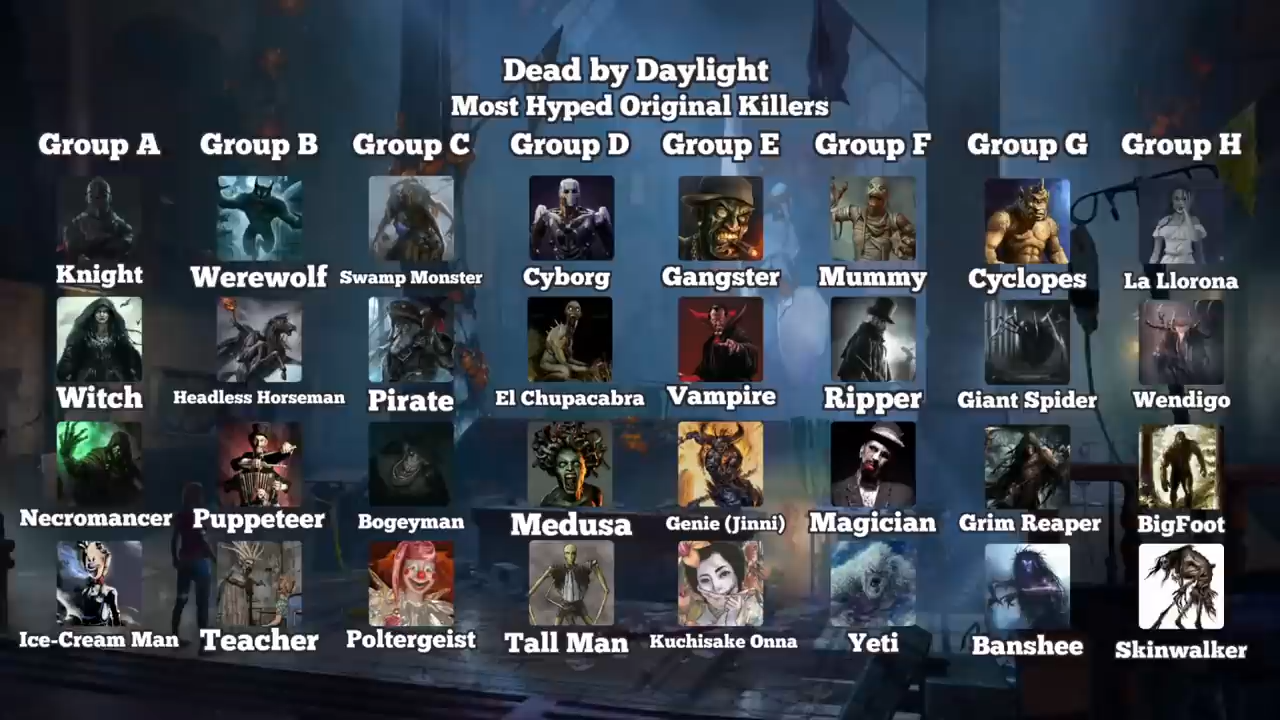 Dead by Daylight
Most Hyped Original Killers
Group A Group B Group C Group D Group E Group F Group G Group H
Knight Werewolf Swamp Monster Cyborg Gangster Mummy Cyclopes La Llorona
Witch Headless Horseman Pirate El Chupacabra Vampire Ripper Giant Spider Wendigo
Necromancer Puppeteer Bogeyman Medusa Genie (Jinni) Magician Grim Reaper BigFoot
Ice-Cream Man Teacher Poltergeist Tall Man Kuchisake Onna Yeti Banshee Skinwalker